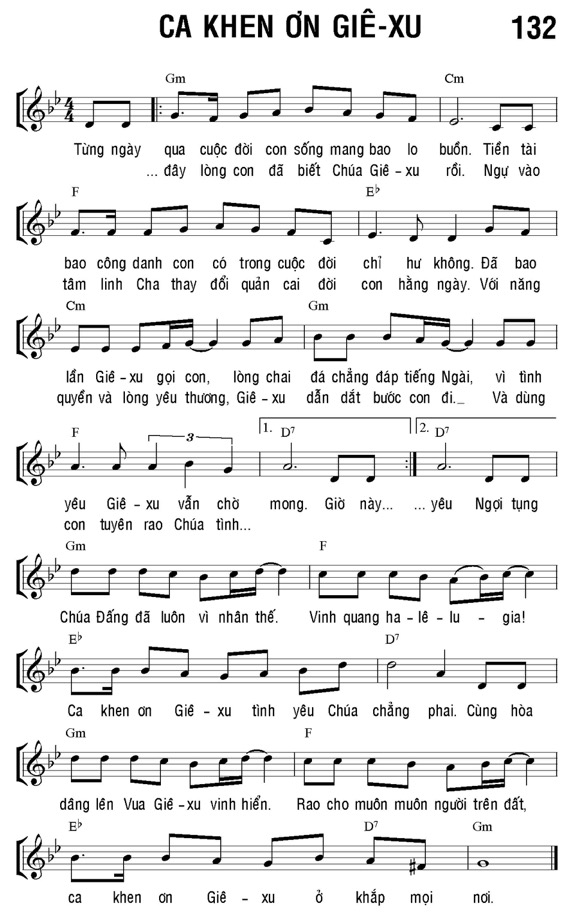 CA KHEN ƠN GIÊ-XU 132
Gm Cm
Từng ngày qua cuộc đời con sống mang bao lo buồn. Tiền tài
... đây lòng con đã biết Chúa Giê-xu rồi. Ngự vào
F E♭
bao công danh con có trong cuộc đời chỉ hư không. Đã bao
tâm linh Cha thay đổi quản cai đời con hằng ngày. Với năng
Cm Gm
lần Giê-xu gọi con, lòng chai đá chẳng đáp tiếng Ngài, vì tình
quyển và lòng yêu thương, Giê-xu dẫn dắt bước con đi._ Và dùng
F 3 1. D7 2. D7
yêu Giê-xu vẫn chờ mong. Giờ này... ... yêu Ngợi tụng
con tuyên rao Chúa tình...
Gm F
Chúa Đấng đã luôn vì nhân thế. Vinh quang ha-lê-lu-gia!
E♭ D7
Ca khen ơn Giê-xu tình yêu Chúa chẳng phai. Cùng hòa
Gm F
dâng lên Vua Giê-xu vinh hiển. Rao cho muôn muôn người trên đất,
E♭ D7 Gm
ca khen ơn Giê-xu ở khắp mọi nơi.